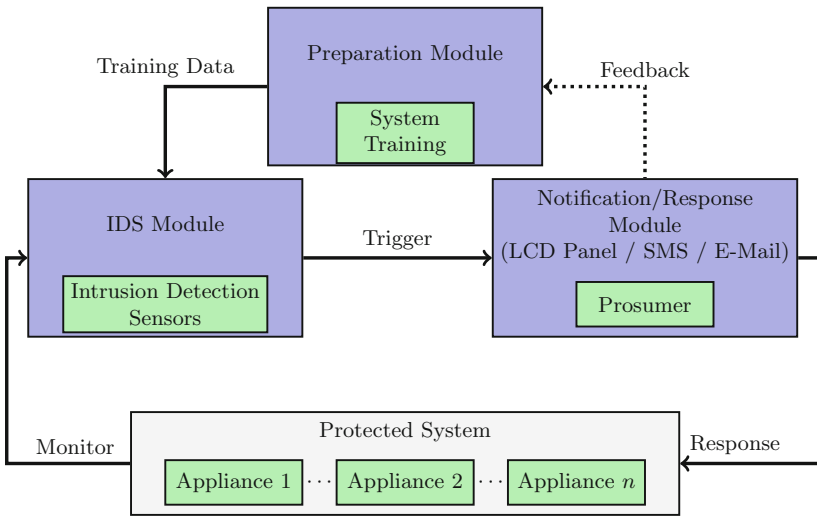 Preparation Module
System
Training
Training Data
Feedback
IDS Module
Intrusion Detection
Sensors
Trigger
Notification/Response
Module
(LCD Panel / SMS / E-Mail)
Prosumer
Monitor
Protected System
Appliance 1 ··· Appliance 2 ··· Appliance n
Response